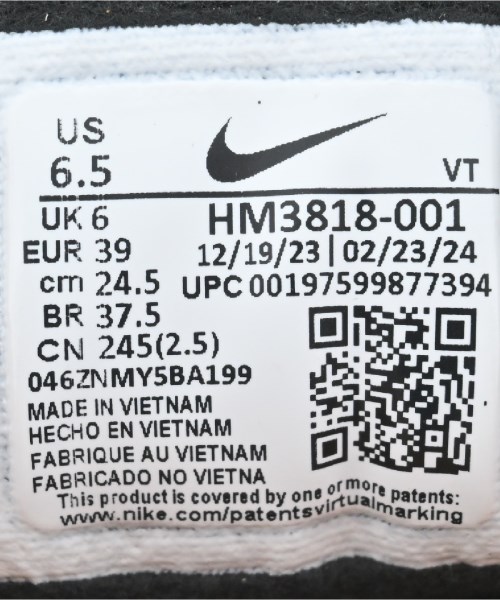 US
6.5
VT
UK 6
HM3818-001
EUR 39
12/19/23 | 02/23/24
cm 24.5
UPC 00197599877394
BR 37.5
CN 245(2.5)
046ZNMY5BA199
MADE IN VIETNAM
HECHO EN VIETNAM
FABRIQUE AU VIETNAM
FABRICADO NO VIETNA
This product is covered by one or more patents:
www.nike.com/patentsvirtualmarking